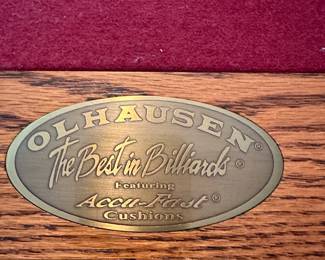 OLHAUSEN®
The Best in Billiards®
Featuring
Accu-Fast®
Cushions